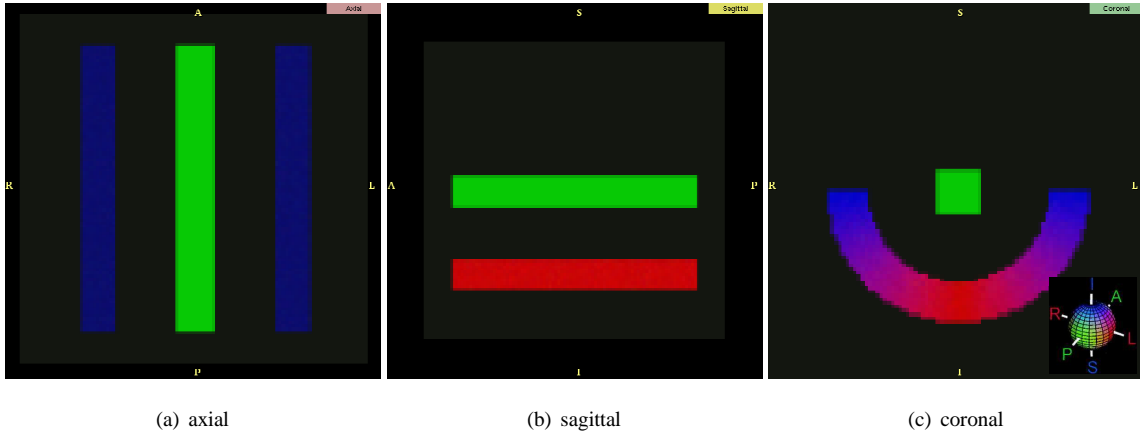 A
Axial
R
L
P
(a) axial
S
Sagittal
A
P
I
(b) sagittal
S
Coronal
R
L
I
A
R
L
P
S
I
(c) coronal